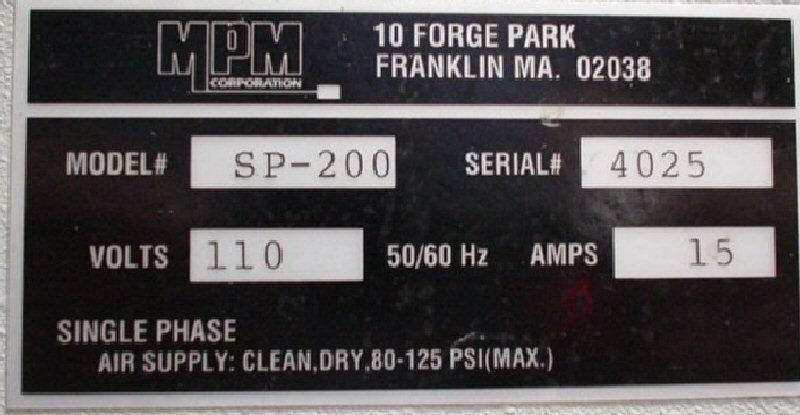 MPM
CORPORATION
10 FORGE PARK
FRANKLIN MA. 02038
MODEL# SP-200 SERIAL# 4025
VOLTS 110 50/60 Hz AMPS 15
SINGLE PHASE
AIR SUPPLY: CLEAN,DRY,80-125 PSI(MAX.)